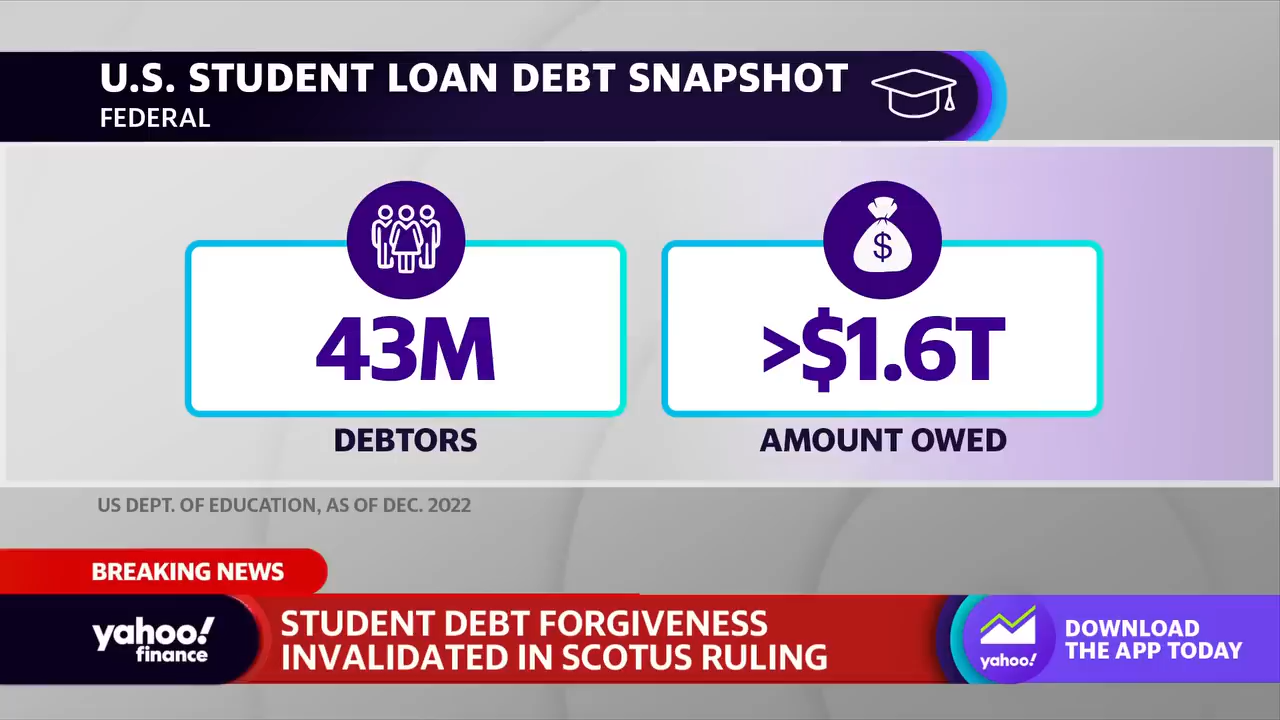 U.S. STUDENT LOAN DEBT SNAPSHOT
FEDERAL
$
43M
>$1.6T
DEBTORS
AMOUNT OWED
US DEPT. OF EDUCATION, AS OF DEC. 2022
BREAKING NEWS
yahoo!
finance
STUDENT DEBT FORGIVENESS
INVALIDATED IN SCOTUS RULING
yahoo!
DOWNLOAD
THE APP TODAY